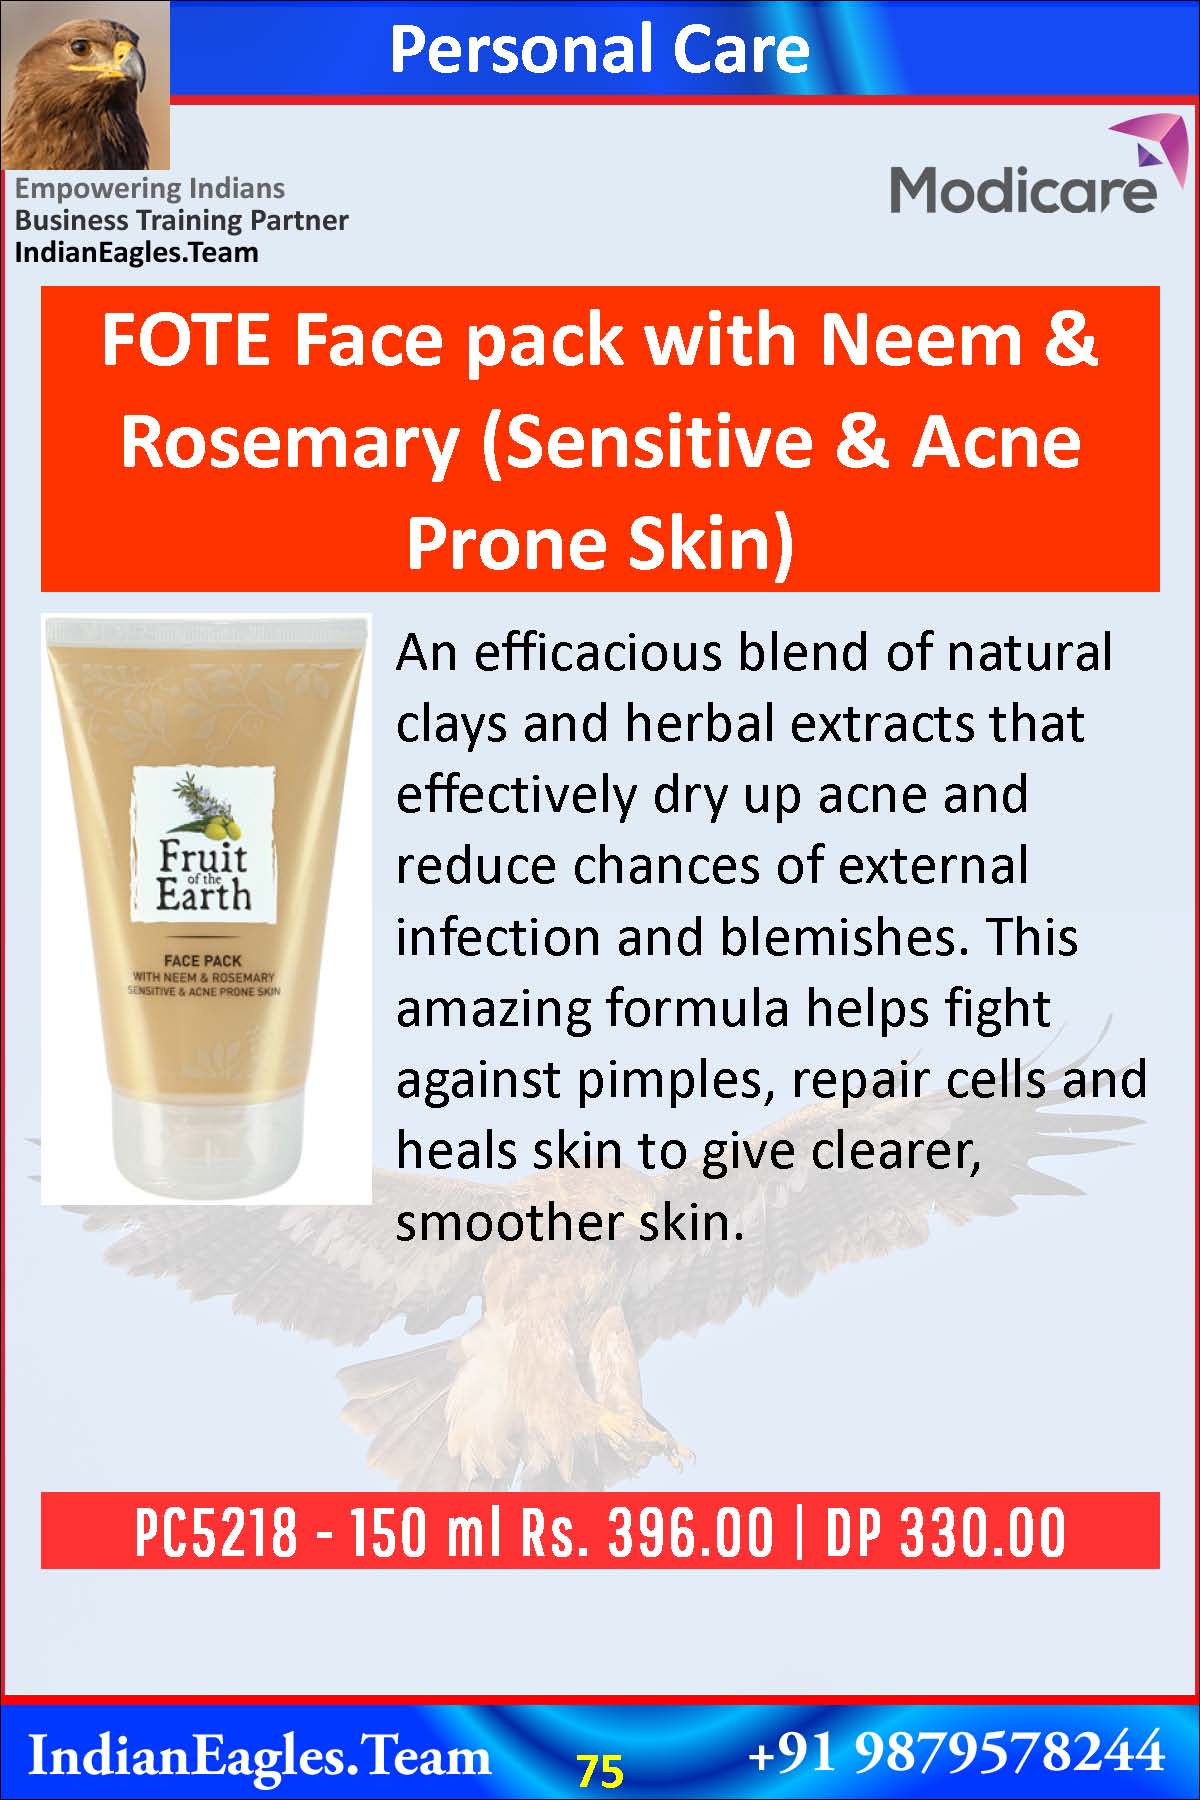 Personal Care
Empowering Indians
Business Training Partner
IndianEagles.Team
Modicare
FOTE Face pack with Neem &
Rosemary (Sensitive & Acne
Prone Skin)
Fruit
of the
Earth
FACE PACK
WITH NEEM & ROSEMARY
SENSITIVE & ACNE PRONE SKIN
An efficacious blend of natural
clays and herbal extracts that
effectively dry up acne and
reduce chances of external
infection and blemishes. This
amazing formula helps fight
against pimples, repair cells and
heals skin to give clearer,
smoother skin.
PC5218 - 150 ml Rs. 396.00 | DP 330.00
IndianEagles.Team
75
+91 9879578244